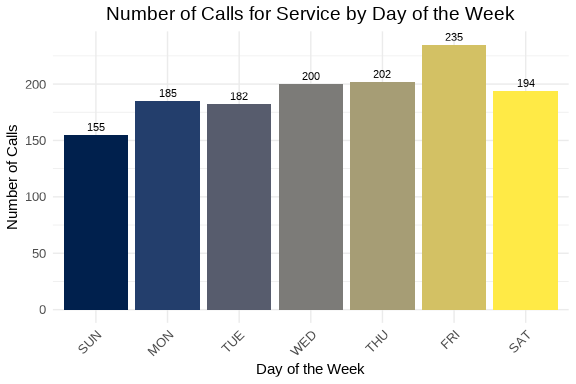 Number of Calls for Service by Day of the Week
235
200
202
194
185
182
155
200
150
100
50
0
Number of Calls
SUN
MON
TUE
WED
THU
FRI
SAT
Day of the Week